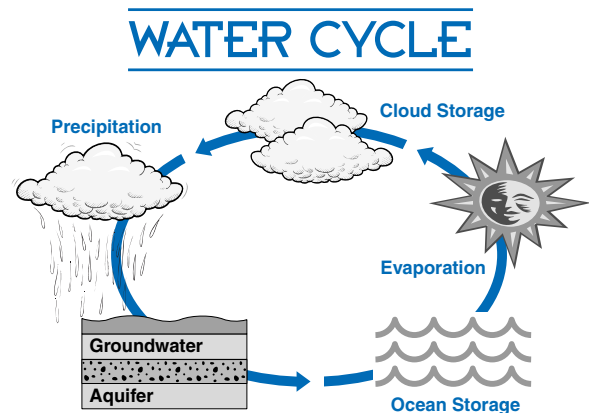 WATER CYCLE
Cloud Storage
Precipitation
Evaporation
Groundwater
Aquifer
Ocean Storage